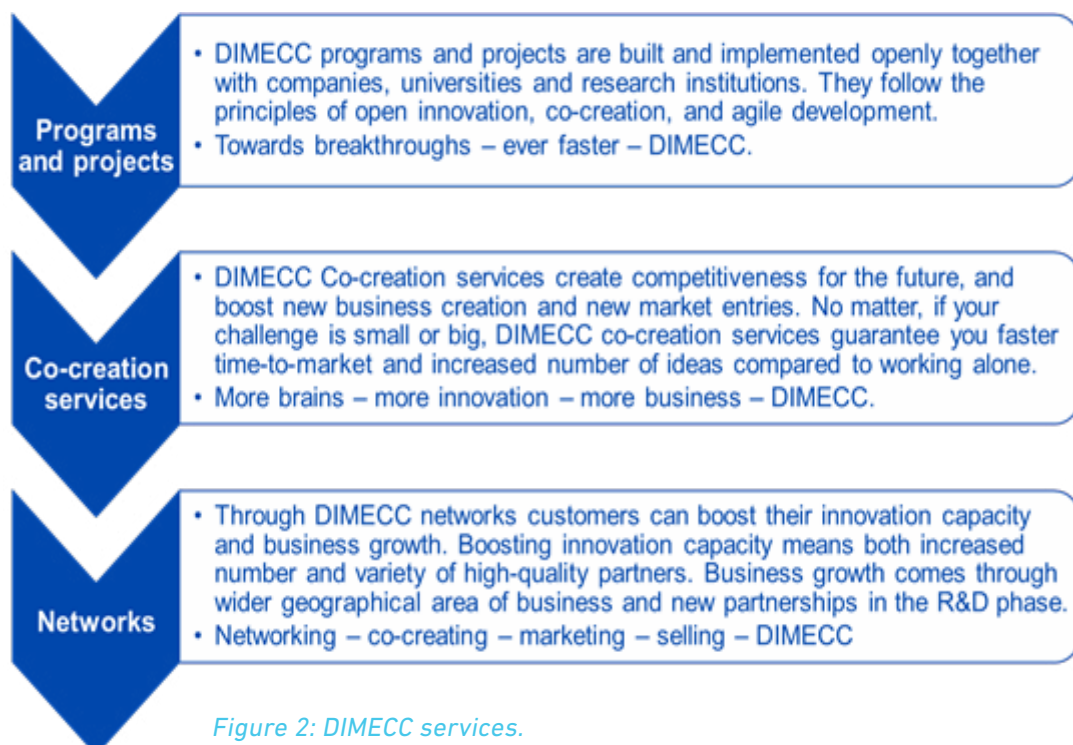 Programs
and projects
• DIMECC programs and projects are built and implemented openly together
with companies, universities and research institutions. They follow the
principles of open innovation, co-creation, and agile development.
• Towards breakthroughs – ever faster – DIMECC.
Co-creation
services
• DIMECC Co-creation services create competitiveness for the future, and
boost new business creation and new market entries. No matter, if your
challenge is small or big, DIMECC co-creation services guarantee you faster
time-to-market and increased number of ideas compared to working alone.
• More brains – more innovation – more business – DIMECC.
Networks
• Through DIMECC networks customers can boost their innovation capacity
and business growth. Boosting innovation capacity means both increased
number and variety of high-quality partners. Business growth comes through
wider geographical area of business and new partnerships in the R&D phase.
• Networking – co-creating – marketing – selling – DIMECC
Figure 2: DIMECC services.